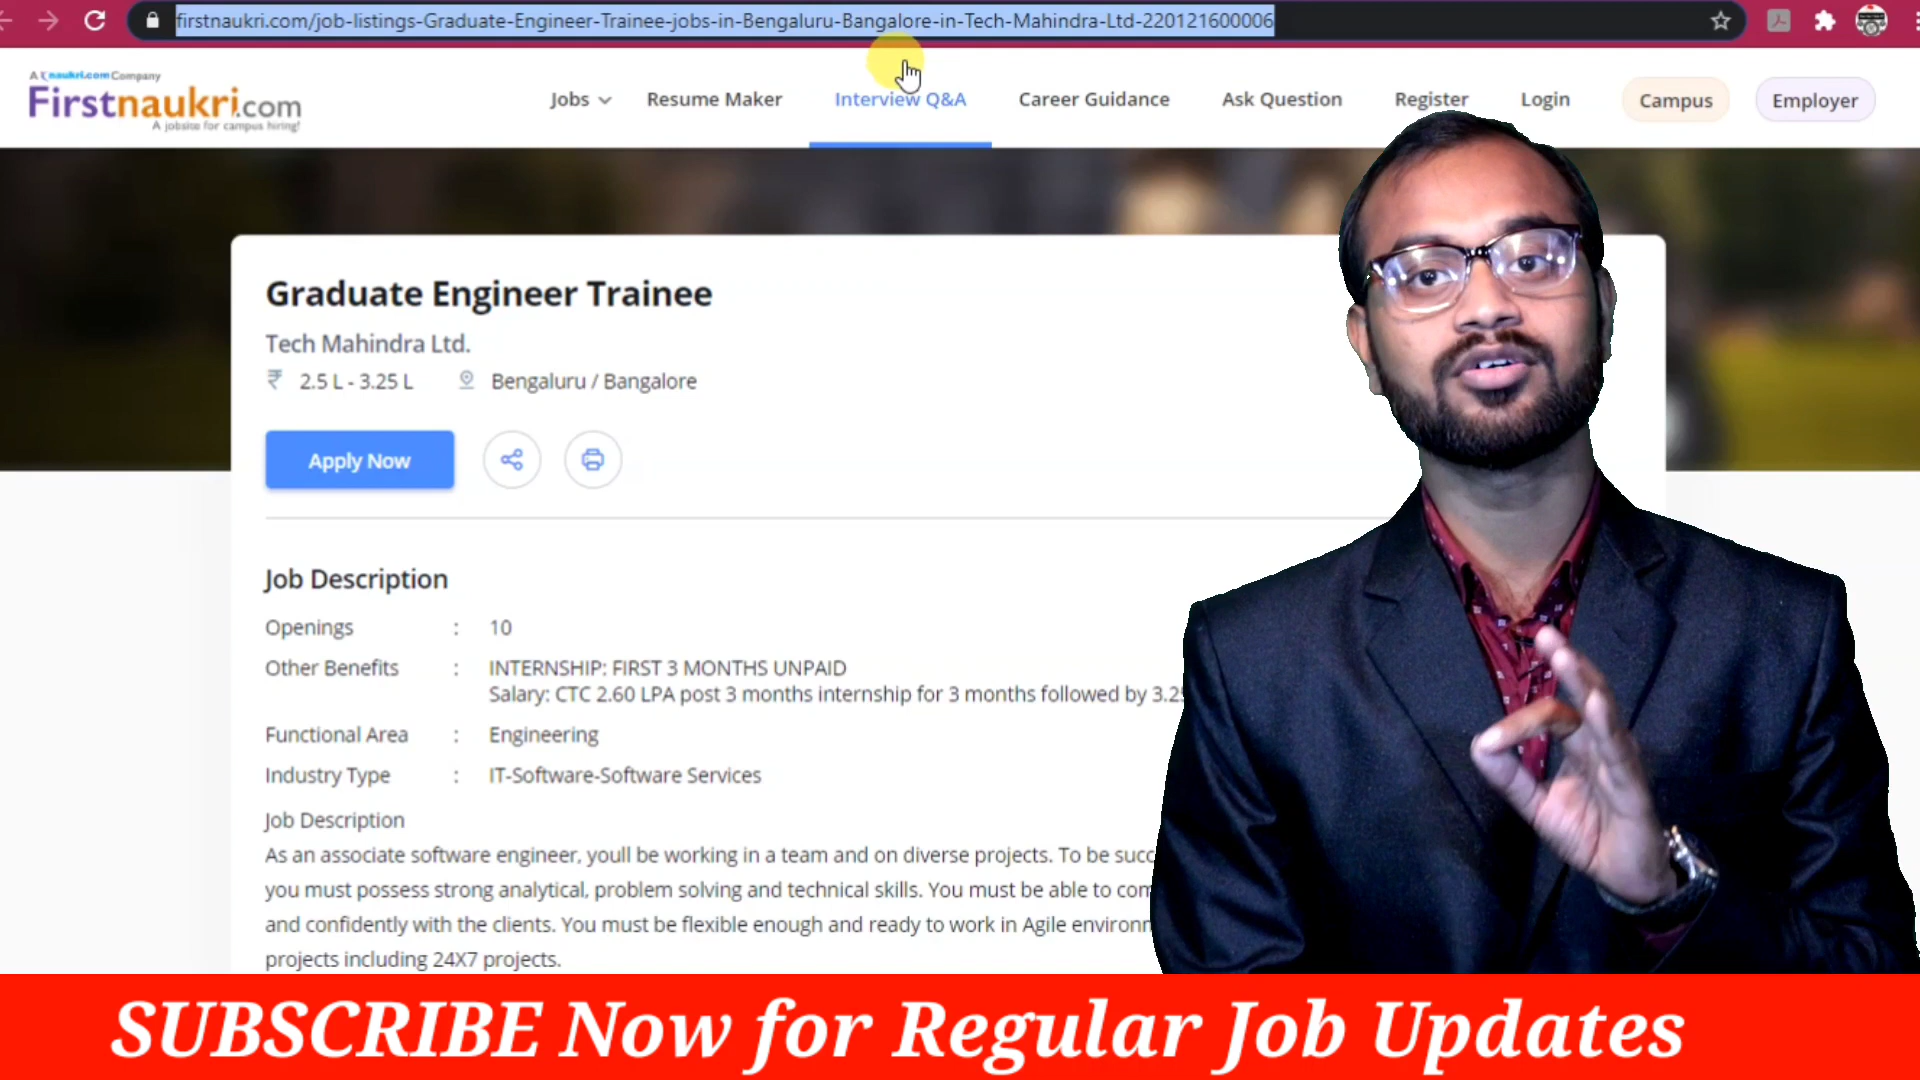 firstnaukri.com/job-listings-Graduate-Engineer-Trainee-jobs-in-Bengaluru-Bangalore-in-Tech-Mahindra-Ltd-220121600006
A naukri.com Company
Firstnaukri.com
A jobsite for campus hiring!
Jobs Resume Maker Interview Q&A Career Guidance Ask Question Register Login Campus Employer
Graduate Engineer Trainee
Tech Mahindra Ltd.
₹ 2.5 L - 3.25 L Bengaluru / Bangalore
Apply Now
Job Description
Openings : 10
Other Benefits : INTERNSHIP: FIRST 3 MONTHS UNPAID
Salary: CTC 2.60 LPA post 3 months internship for 3 months followed by
Functional Area : Engineering
Industry Type : IT-Software-Software Services
Job Description
As an associate software engineer, youll be working in a team and on diverse projects. To be
you must possess strong analytical, problem solving and technical skills. You must be able to
and confidently with the clients. You must be flexible enough and ready to work in Agile
projects including 24X7 projects.
SUBSCRIBE Now for Regular Job Updates